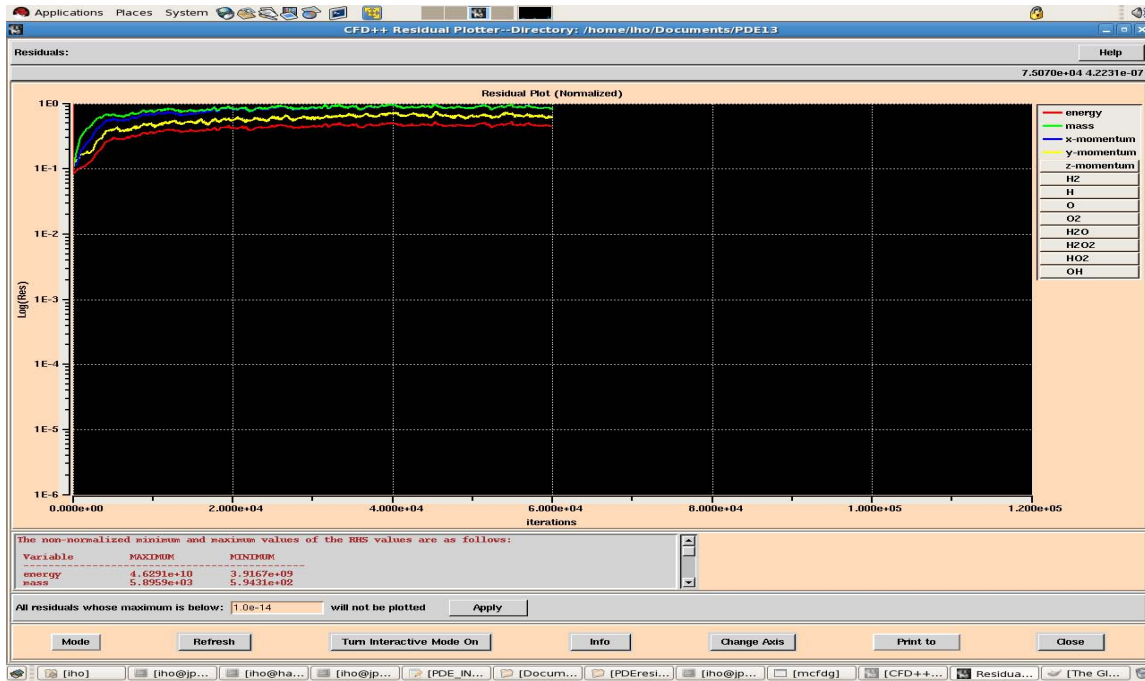 Applications Places System
CFD++ Residual Plotter--Directory: /home/iho/Documents/PDE13
Residuals:
Help
7.5070e+04 4.2231e-07
Residual Plot (Normalized)
1E0
1E-1
1E-2
1E-3
1E-4
1E-5
1E-6
Log(Res)
0.000e+00 2.000e+04 4.000e+04 6.000e+04 8.000e+04 1.000e+05 1.200e+05
iterations
energy
mass
x-momentum
y-momentum
z-momentum
H2
H
O
O2
H2O
H2O2
HO2
OH
The non-normalized minimum and maximum values of the RHS values are as follows:
Variable MAXIMUM MINIMUM
energy 4.6291e+10 3.9167e+09
mass 5.8959e+03 5.9431e+02
All residuals whose maximum is below: 1.0e-14 will not be plotted Apply
Mode Refresh Turn Interactive Mode On Info Change Axis Print to Close
[iho] [iho@jp... [iho@ha... [iho@jp... [PDE_IN... [Docum... [PDEresi... [iho@jp... [mcfdg] [CFD++... Residua... [The GI...